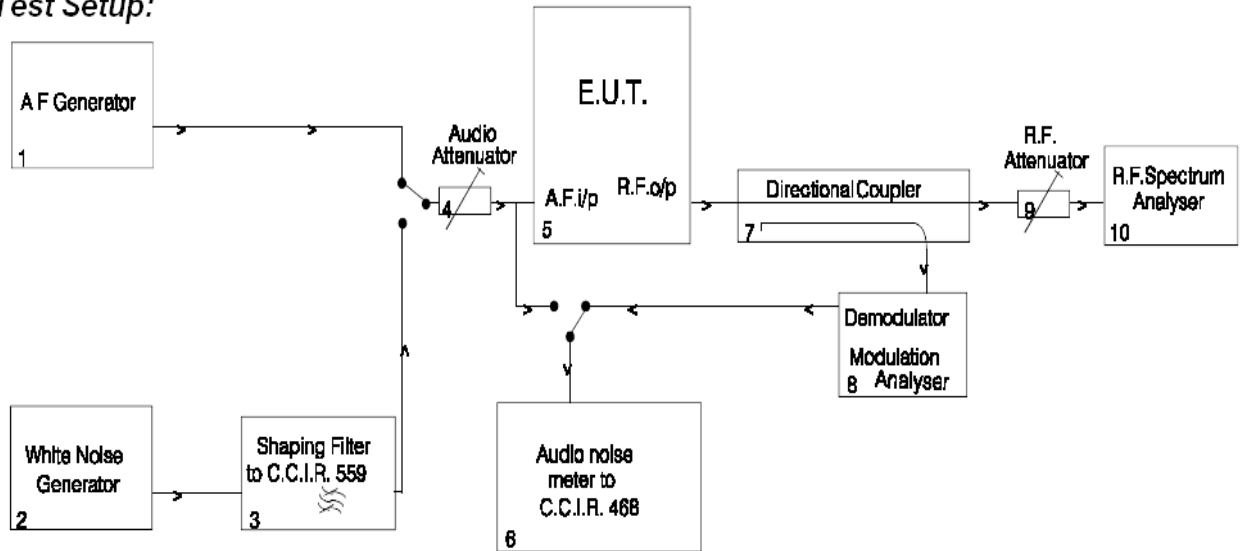 Test Setup:
A F Generator
1
Audio
Attenuator
4
E.U.T.
A.F.i/p
R.F.o/p
5
Directional Coupler
7
R.F.
Attenuator
9
R.F.Spectrum
Analyser
10
Demodulator
Modulation
Analyser
8
White Noise
Generator
2
Shaping Filter
to C.C.I.R. 559
3
Audio noise
meter to
C.C.I.R. 468
6